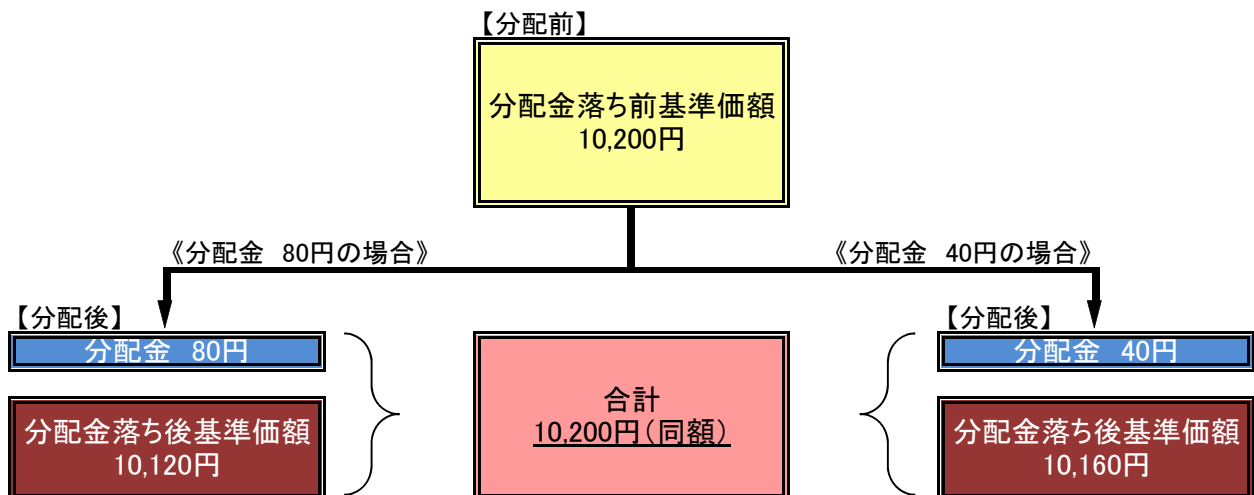 【分配前】
分配金落ち前基準価額
10,200円
《分配金　80円の場合》
《分配金　40円の場合》
【分配後】
分配金　80円
分配金落ち後基準価額
10,120円
合計
10,200円（同額）
【分配後】
分配金　40円
分配金落ち後基準価額
10,160円